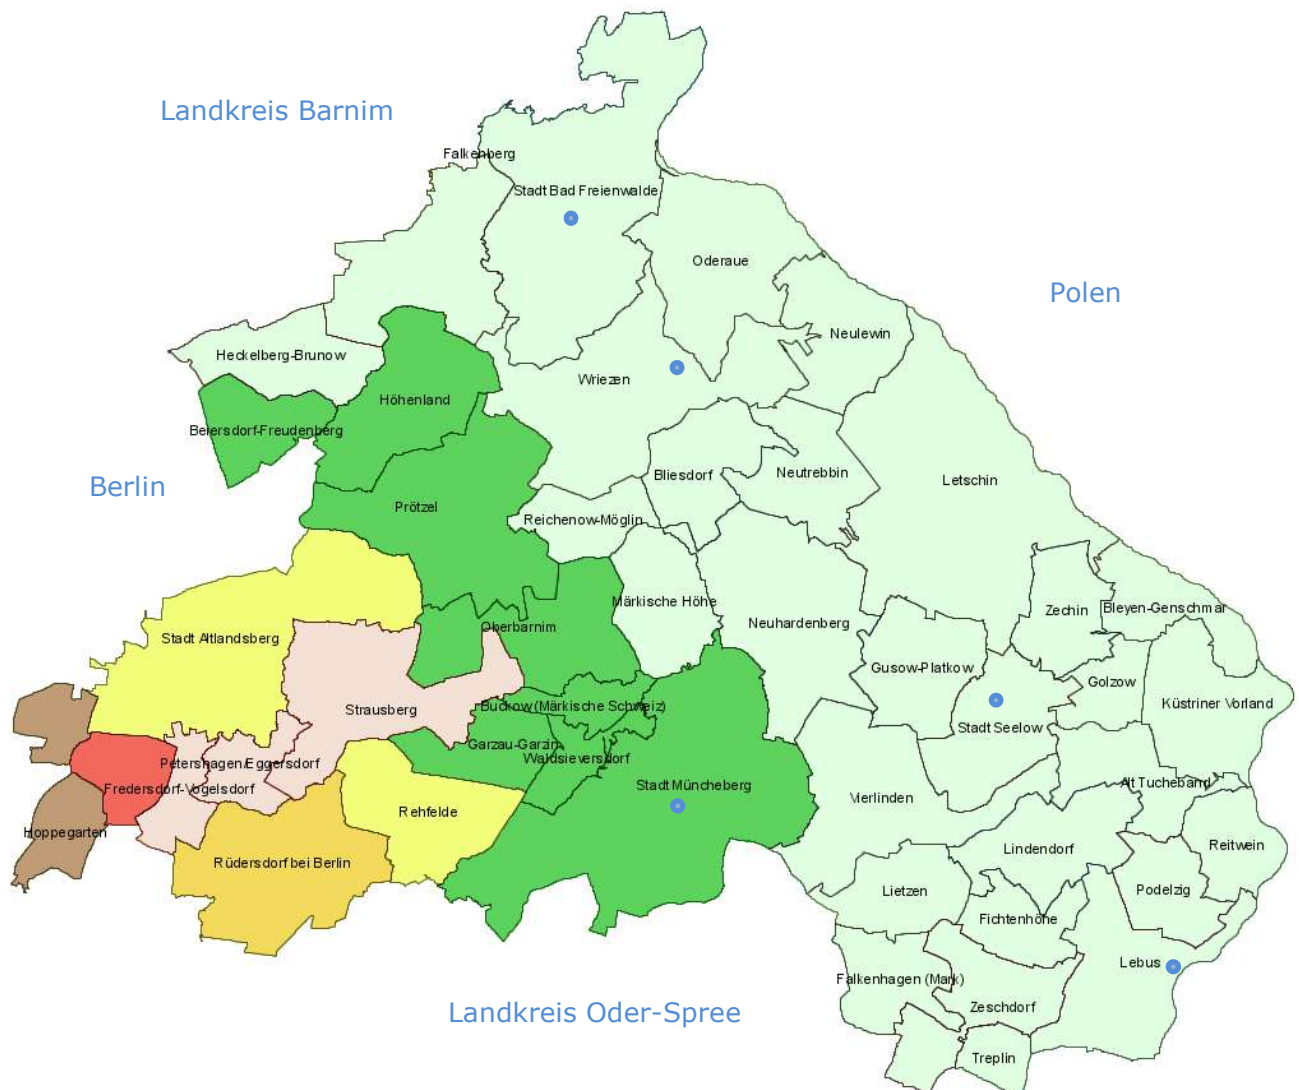 Landkreis Barnim
Falkenberg
Stadt Bad Freienwalde
Oderaue
Polen
Neulewin
Heckelberg-Brunow
Wriezen
Höhenland
Beiersdorf-Freudenberg
Berlin
Bliesdorf
Neutrebbin
Letschin
Prötzel
Reichenow-Möglin
Märkische Höhe
Zechin
Bleyen-Genschmar
Neuhardenberg
Oberbarnim
Stadt Altlandsberg
Gusow-Platkow
Golzow
Küstriner Vorland
Strausberg
Buckow (Märkische Schweiz)
Stadt Seelow
Garzau-Garzin
Waldsieversdorf
Petershagen/Eggersdorf
Fredersdorf-Vogelsdorf
Stadt Müncheberg
Vierlinden
Alt Tucheband
Rehfelde
Hoppegarten
Lindendorf
Reitwein
Rüdersdorf bei Berlin
Lietzen
Podelzig
Fichtenhöhe
Lebus
Falkenhagen (Mark)
Zeschdorf
Landkreis Oder-Spree
Treplin